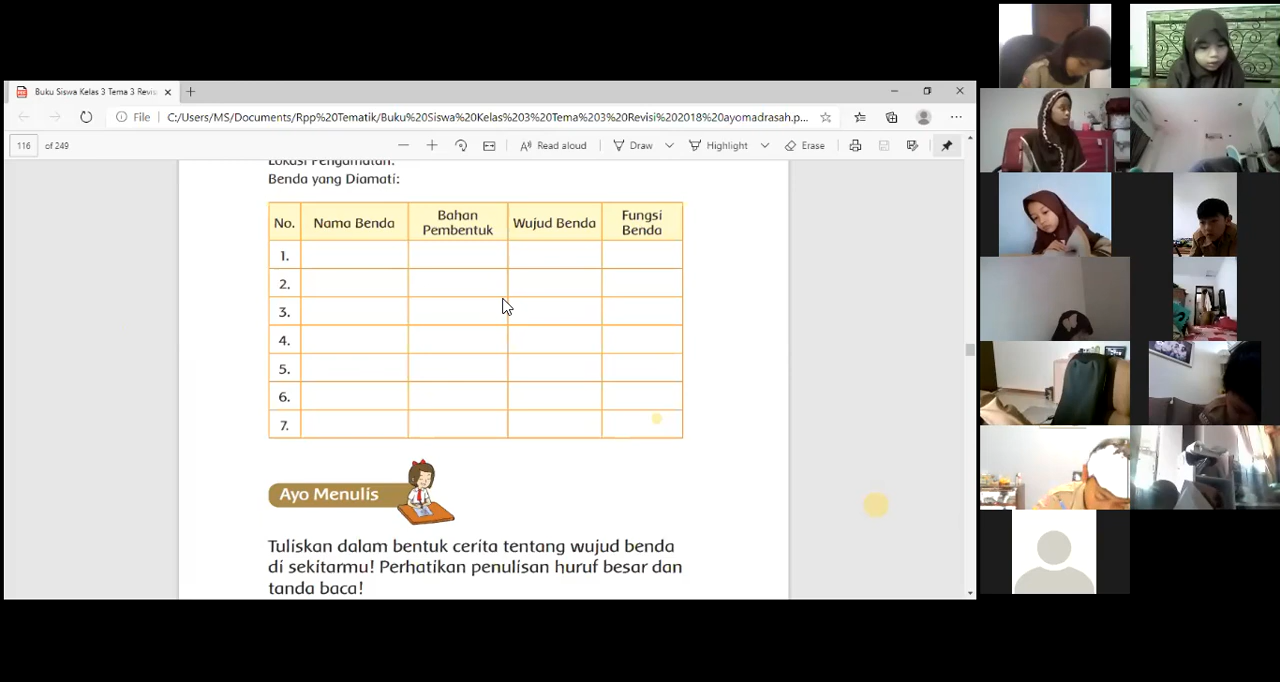 Buku Siswa Kelas 3 Tema 3 Revis
File
C:/Users/MS/Documents/Rpp%20Tematik/Buku%20Siswa%20Kelas%203%20Tema%203%20Revisi%202018%20ayomadrasah.p...
116 of 249
Read aloud
Draw
Highlight
Erase
Lokasi Pengamatan:
Benda yang Diamati:
No. Nama Benda Bahan Pembentuk Wujud Benda Fungsi Benda
1.
2.
3.
4.
5.
6.
7.
Ayo Menulis
Tuliskan dalam bentuk cerita tentang wujud benda
di sekitarmu! Perhatikan penulisan huruf besar dan
tanda baca!